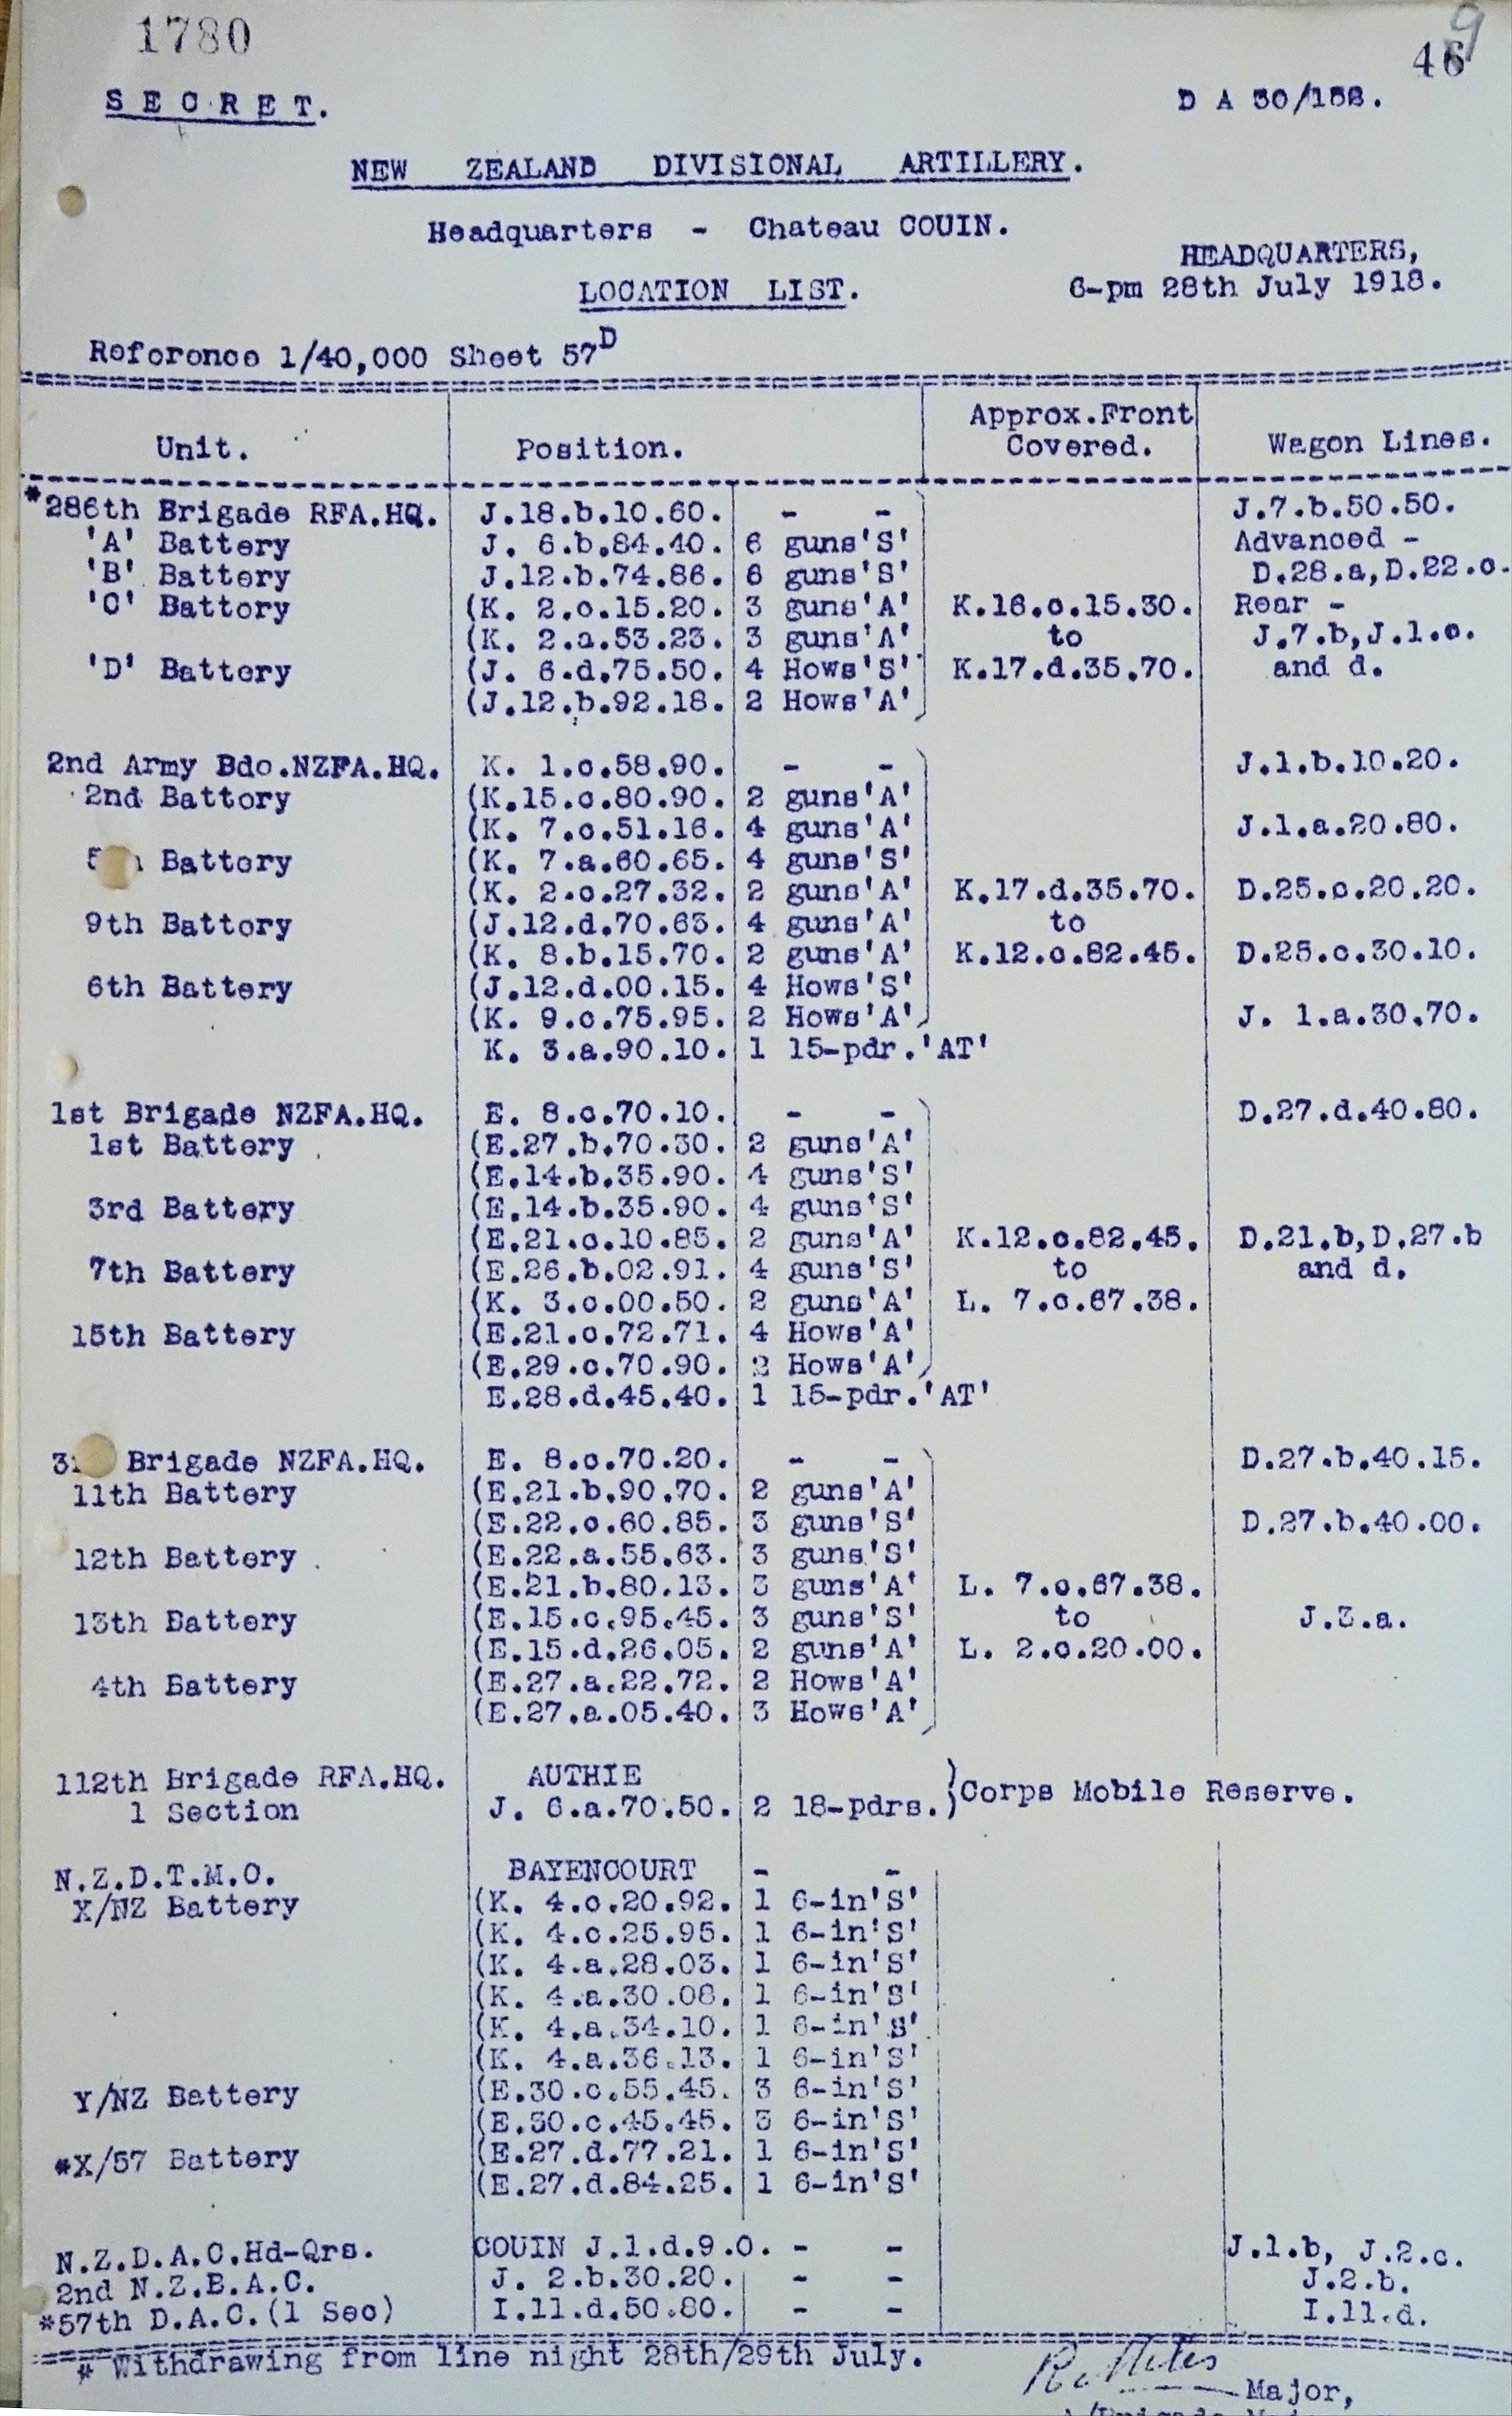 1780
469
S E C R E T.
D A 30/158.
NEW ZEALAND DIVISIONAL ARTILLERY.
Headquarters - Chateau COUIN.
HEADQUARTERS,
LOCATION LIST.
6-pm 28th July 1918.
Reference 1/40,000 Sheet 57D
Unit. Position. Approx.Front Covered. Wagon Lines.
*286th Brigade RFA.HQ. J.18.b.10.60. - - J.7.b.50.50.
'A' Battery J. 6.b.84.40. 6 guns'S' Advanced -
'B' Battery J.12.b.74.86. 6 guns'S' D.28.a,D.22.c.
'C' Battery (K. 2.c.15.20. 3 guns'A' K.16.c.15.30. Rear -
(K. 2.a.53.23. 3 guns'A' to J.7.b,J.1.c.
'D' Battery (J. 6.d.75.50. 4 Hows'S' K.17.d.35.70. and d.
(J.12.b.92.18. 2 Hows'A'
2nd Army Bde.NZFA.HQ. K. 1.c.58.90. - - J.1.b.10.20.
2nd Battery (K.15.c.80.90. 2 guns'A'
(K. 7.c.51.16. 4 guns'A' J.1.a.20.80.
Battery (K. 7.a.60.65. 4 guns'S'
(K. 2.c.27.32. 2 guns'A' K.17.d.35.70. D.25.c.20.20.
9th Battery (J.12.d.70.63. 4 guns'A' to
(K. 8.b.15.70. 2 guns'A' K.12.c.82.45. D.25.c.30.10.
6th Battery (J.12.d.00.15. 4 Hows'S'
(K. 9.c.75.95. 2 Hows'A' J. 1.a.30.70.
K. 3.a.90.10. 1 15-pdr.'AT'
1st Brigade NZFA.HQ. E. 8.c.70.10. - - D.27.d.40.80.
1st Battery (E.27.b.70.30. 2 guns'A'
(E.14.b.35.90. 4 guns'S'
3rd Battery (E.14.b.35.90. 4 guns'S'
(E.21.c.10.85. 2 guns'A' K.12.c.82.45. D.21.b,D.27.b
7th Battery (E.26.b.02.91. 4 guns'S' to and d.
(K. 3.c.00.50. 2 guns'A' L. 7.c.67.38.
15th Battery (E.21.c.72.71. 4 Hows'A'
(E.29.c.70.90. 2 Hows'A'
E.28.d.45.40. 1 15-pdr.'AT'
Brigade NZFA.HQ. E. 8.c.70.20. - - D.27.b.40.15.
11th Battery (E.21.b.90.70. 2 guns'A'
(E.22.c.60.85. 3 guns'S' D.27.b.40.00.
12th Battery (E.22.a.55.63. 3 guns'S'
(E.21.b.80.13. 3 guns'A' L. 7.c.67.38.
13th Battery (E.15.c.95.45. 3 guns'S' to J.3.a.
(E.15.d.26.05. 2 guns'A' L. 2.c.20.00.
4th Battery (E.27.a.22.72. 2 Hows'A'
(E.27.a.05.40. 3 Hows'A'
112th Brigade RFA.HQ. AUTHIE
1 Section J. 6.a.70.50. 2 18-pdrs. Corps Mobile Reserve.
N.Z.D.T.M.O. BAYENCOURT - -
X/NZ Battery (K. 4.c.20.92. 1 6-in'S'
(K. 4.c.25.95. 1 6-in'S'
(K. 4.a.28.03. 1 6-in'S'
(K. 4.a.30.08. 1 6-in'S'
(K. 4.a.34.10. 1 6-in'S'
(K. 4.a.36.13. 1 6-in'S'
Y/NZ Battery (E.30.c.55.45. 3 6-in'S'
(E.30.c.45.45. 3 6-in'S'
*X/57 Battery (E.27.d.77.21. 1 6-in'S'
(E.27.d.84.25. 1 6-in'S'
N.Z.D.A.C.Hd-Qrs. COUIN J.1.d.9.0. - - J.1.b, J.2.c.
2nd N.Z.B.A.C. J. 2.b.30.20. - - J.2.b.
*57th D.A.C.(1 Sec) I.11.d.50.80. - - I.11.d.
* Withdrawing from line night 28th/29th July.
Major,